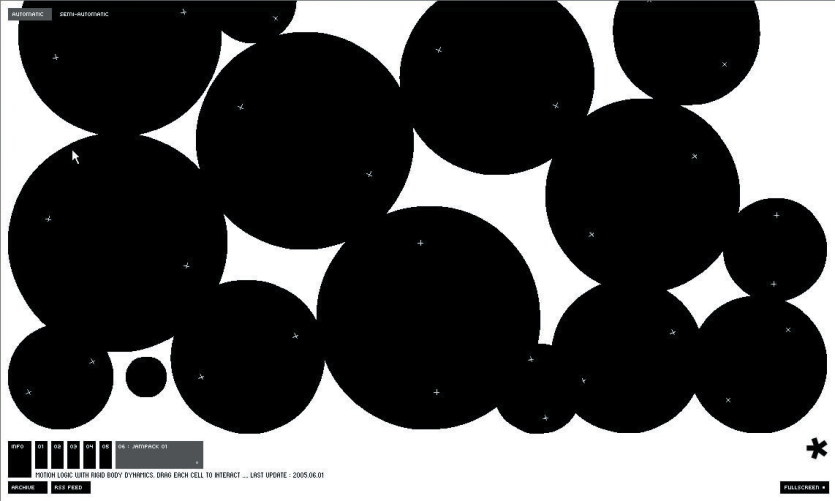 AUTOMATIC SEMI-AUTOMATIC
INFO 01 02 03 04 05 06 : JAMPACK 01
MOTION LOGIC WITH RIGID BODY DYNAMICS. DRAG EACH CELL TO INTERACT ... LAST UPDATE : 2005.06.01
ARCHIVE RSS FEED FULLSCREEN